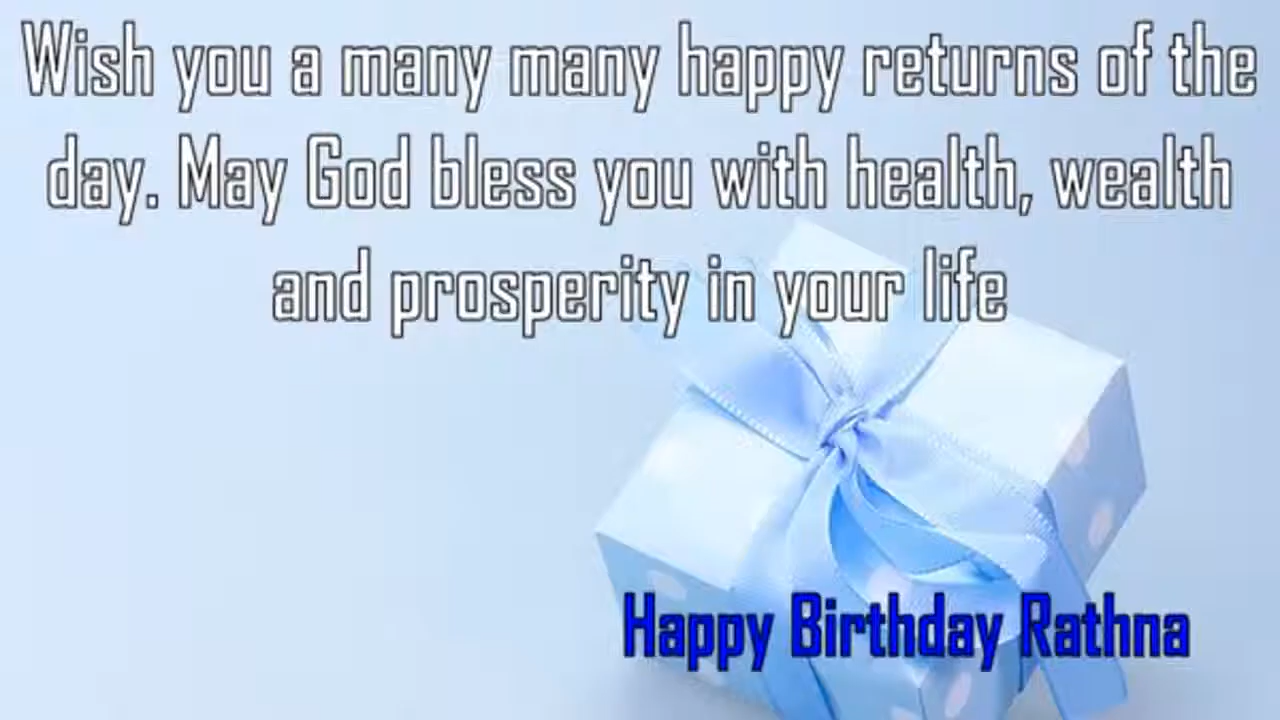 Wish you a many many happy returns of the
day. May God bless you with health, wealth
and prosperity in your life
Happy Birthday Rathna